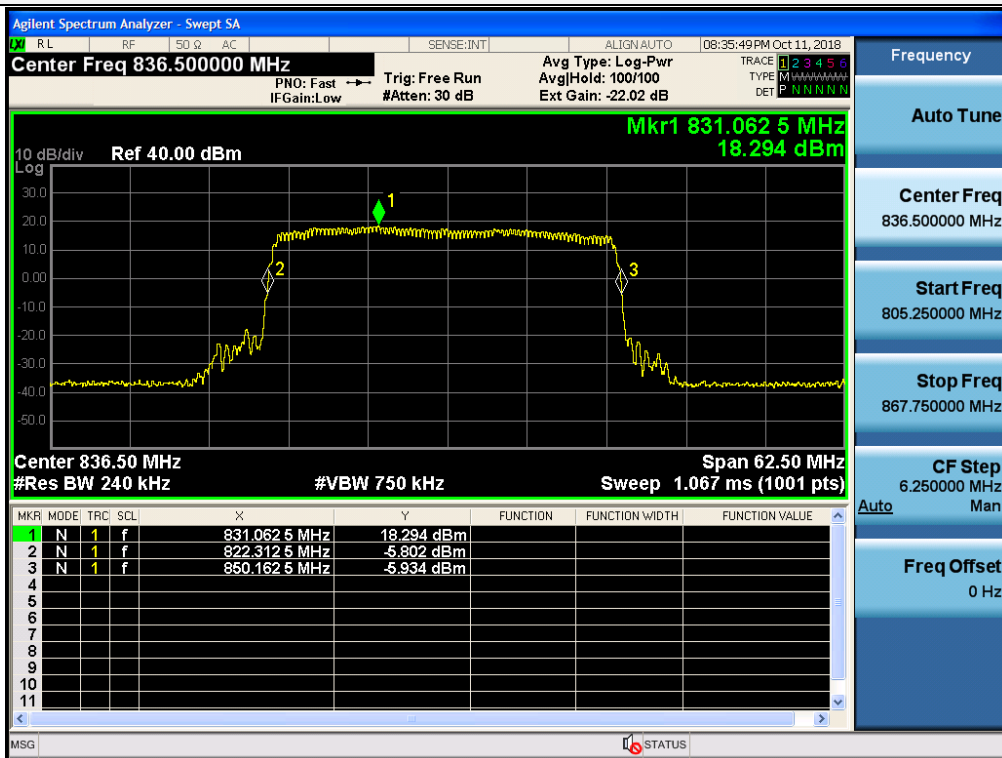 Agilent Spectrum Analyzer - Swept SA
LXI RL RF 50 Ω AC SENSE:INT ALIGN AUTO 08:35:49 PM Oct 11, 2018
Center Freq 836.500000 MHz
PNO: Fast
IFGain:Low
Trig: Free Run
#Atten: 30 dB
Avg Type: Log-Pwr
Avg|Hold: 100/100
Ext Gain: -22.02 dB
TRACE 1 2 3 4 5 6
TYPE M
DET P N N N N N
Mkr1 831.062 5 MHz
18.294 dBm
10 dB/div Ref 40.00 dBm
Log
30.0
20.0
10.0
0.00
-10.0
-20.0
-30.0
-40.0
-50.0
1
2
3
Center 836.50 MHz Span 62.50 MHz
#Res BW 240 kHz #VBW 750 kHz Sweep 1.067 ms (1001 pts)
MKR MODE TRC SCL X Y FUNCTION FUNCTION WIDTH FUNCTION VALUE
1 N 1 f 831.062 5 MHz 18.294 dBm
2 N 1 f 822.312 5 MHz -5.802 dBm
3 N 1 f 850.162 5 MHz -5.934 dBm
4
5
6
7
8
9
10
11
MSG STATUS
Frequency
Auto Tune
Center Freq
836.500000 MHz
Start Freq
805.250000 MHz
Stop Freq
867.750000 MHz
CF Step
6.250000 MHz
Auto Man
Freq Offset
0 Hz